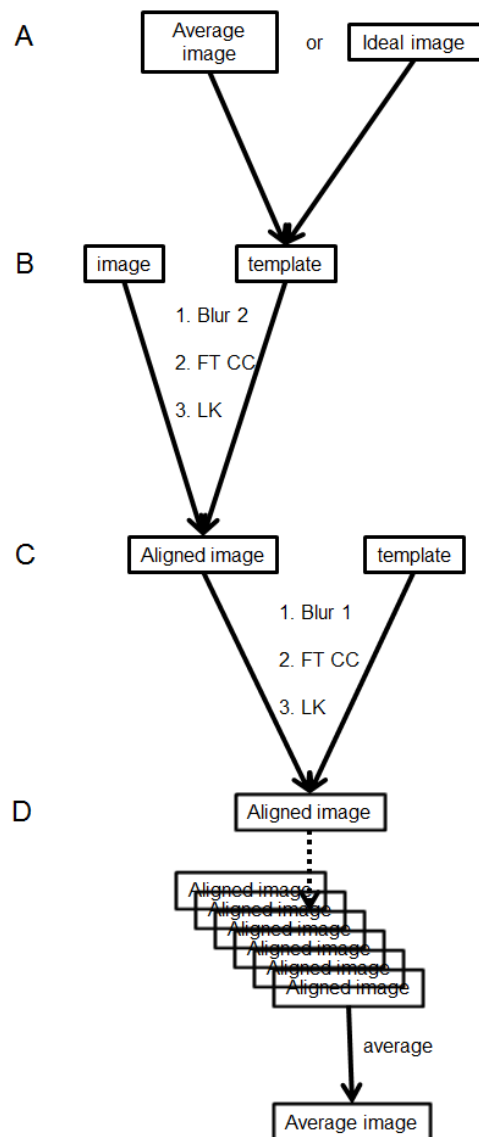 A
Average
image
or
Ideal image
B
image
template
1. Blur 2
2. FT CC
3. LK
C
Aligned image
template
1. Blur 1
2. FT CC
3. LK
D
Aligned image
Aligned image
Aligned image
Aligned image
Aligned image
Aligned image
Aligned image
average
Average image